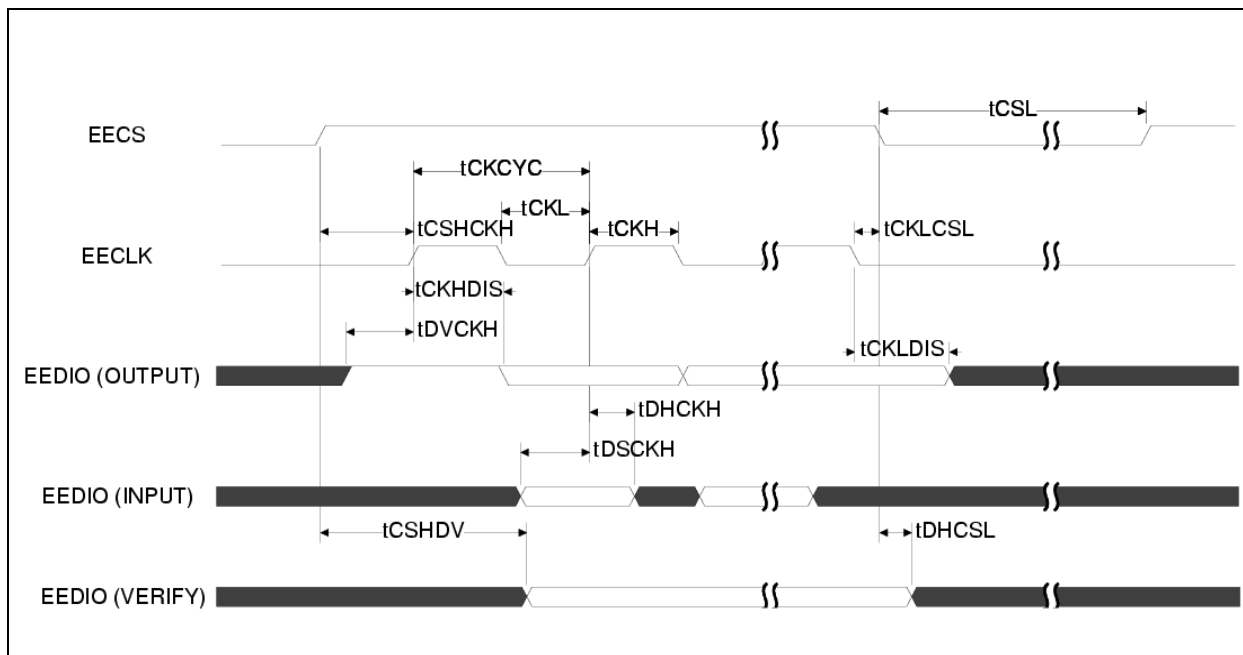 tCSL
EECS
tCKCYC
tCKL
tCSHCKH
tCKH
tCKLCSL
EECLK
tCKHDIS
tDVCKH
tCKLDIS
EEDIO (OUTPUT)
tDHCKH
tDSCKH
EEDIO (INPUT)
tCSHDV
tDHCSL
EEDIO (VERIFY)